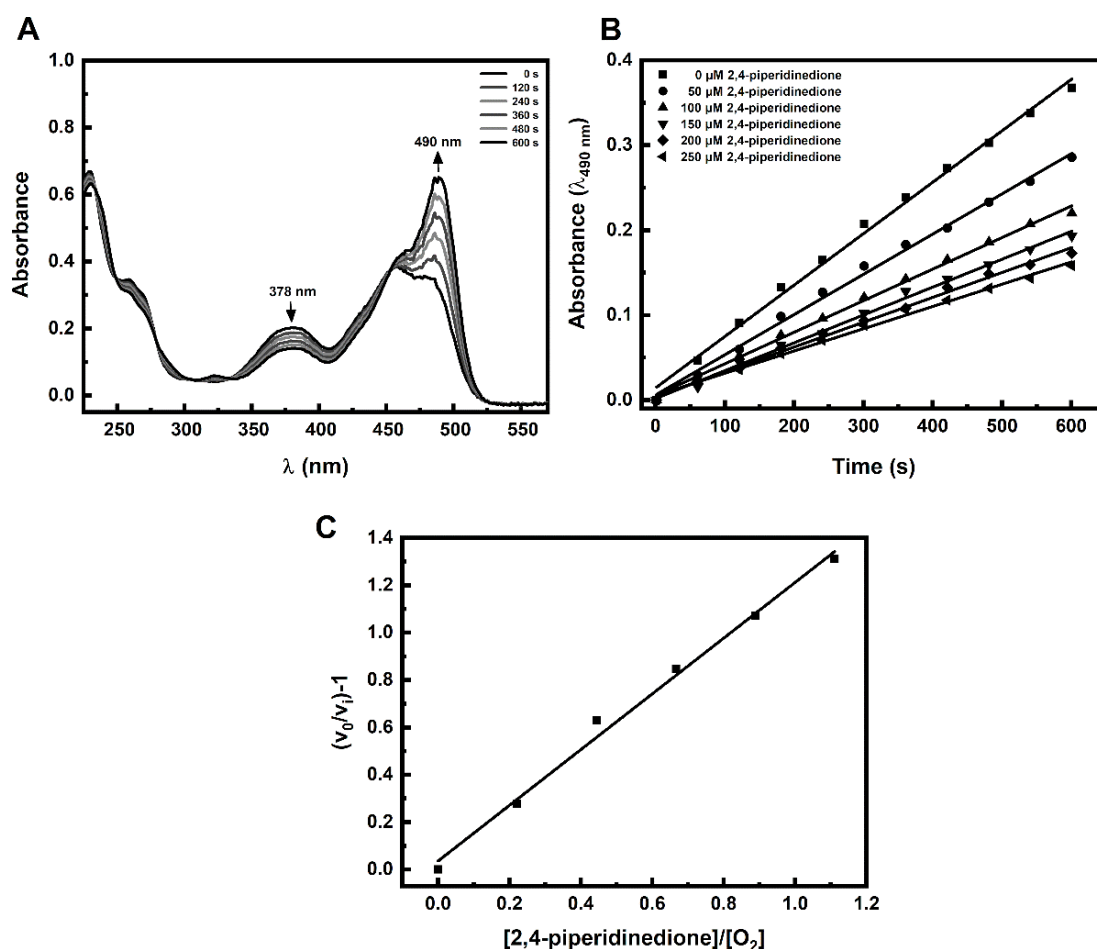 A
1.0
0.8
0.6
0.4
0.2
0.0
Absorbance
0 s
120 s
240 s
360 s
480 s
600 s
490 nm
378 nm
250 300 350 400 450 500 550
λ (nm)
B
0.4
0.3
0.2
0.1
0.0
Absorbance (λ490 nm)
0 µM 2,4-piperidinedione
50 µM 2,4-piperidinedione
100 µM 2,4-piperidinedione
150 µM 2,4-piperidinedione
200 µM 2,4-piperidinedione
250 µM 2,4-piperidinedione
0 100 200 300 400 500 600
Time (s)
C
1.4
1.2
1.0
0.8
0.6
0.4
0.2
0.0
(v0/vi)-1
0.0 0.2 0.4 0.6 0.8 1.0 1.2
[2,4-piperidinedione]/[O2]